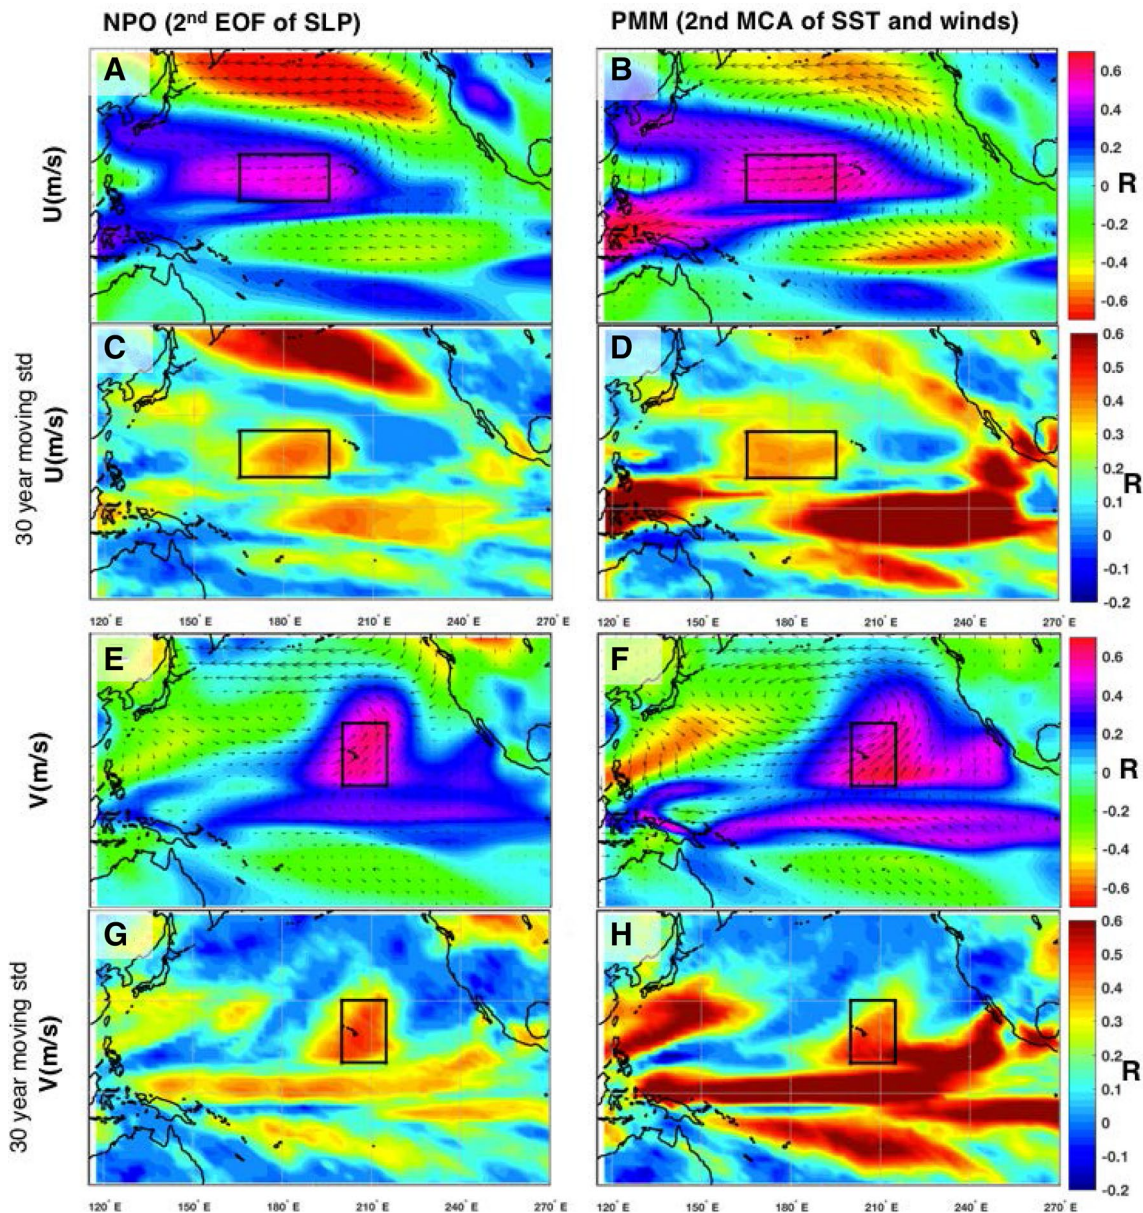 NPO (2nd EOF of SLP)
PMM (2nd MCA of SST and winds)
A
B
U(m/s)
0.6
0.4
0.2
0
-0.2
-0.4
-0.6
R
C
D
30 year moving std
U(m/s)
0.6
0.5
0.4
0.3
0.2
0.1
0
-0.1
-0.2
R
120° E
150° E
180° E
210° E
240° E
270° E
120° E
150° E
180° E
210° E
240° E
270° E
E
F
V(m/s)
0.6
0.4
0.2
0
-0.2
-0.4
-0.6
R
G
H
30 year moving std
V(m/s)
0.6
0.5
0.4
0.3
0.2
0.1
0
-0.1
-0.2
R
120° E
150° E
180° E
210° E
240° E
270° E
120° E
150° E
180° E
210° E
240° E
270° E